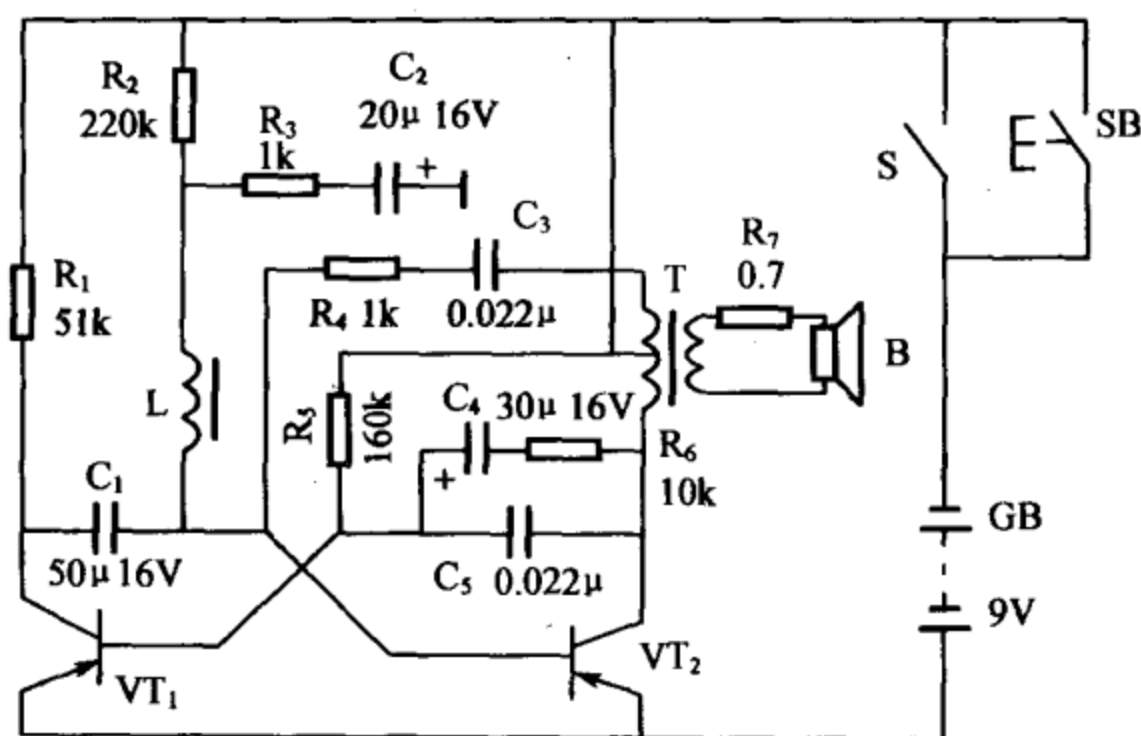 R₂
220k
C₂
20μ 16V
+
R₃
1k
SB
S
C₃
R₁
51k
R₄ 1k
0.022μ
T
R₇
0.7
B
L
R₅
160k
C₄
30μ 16V
+
R₆
10k
C₁
50μ 16V
C₅ 0.022μ
GB
9V
VT₁
VT₂